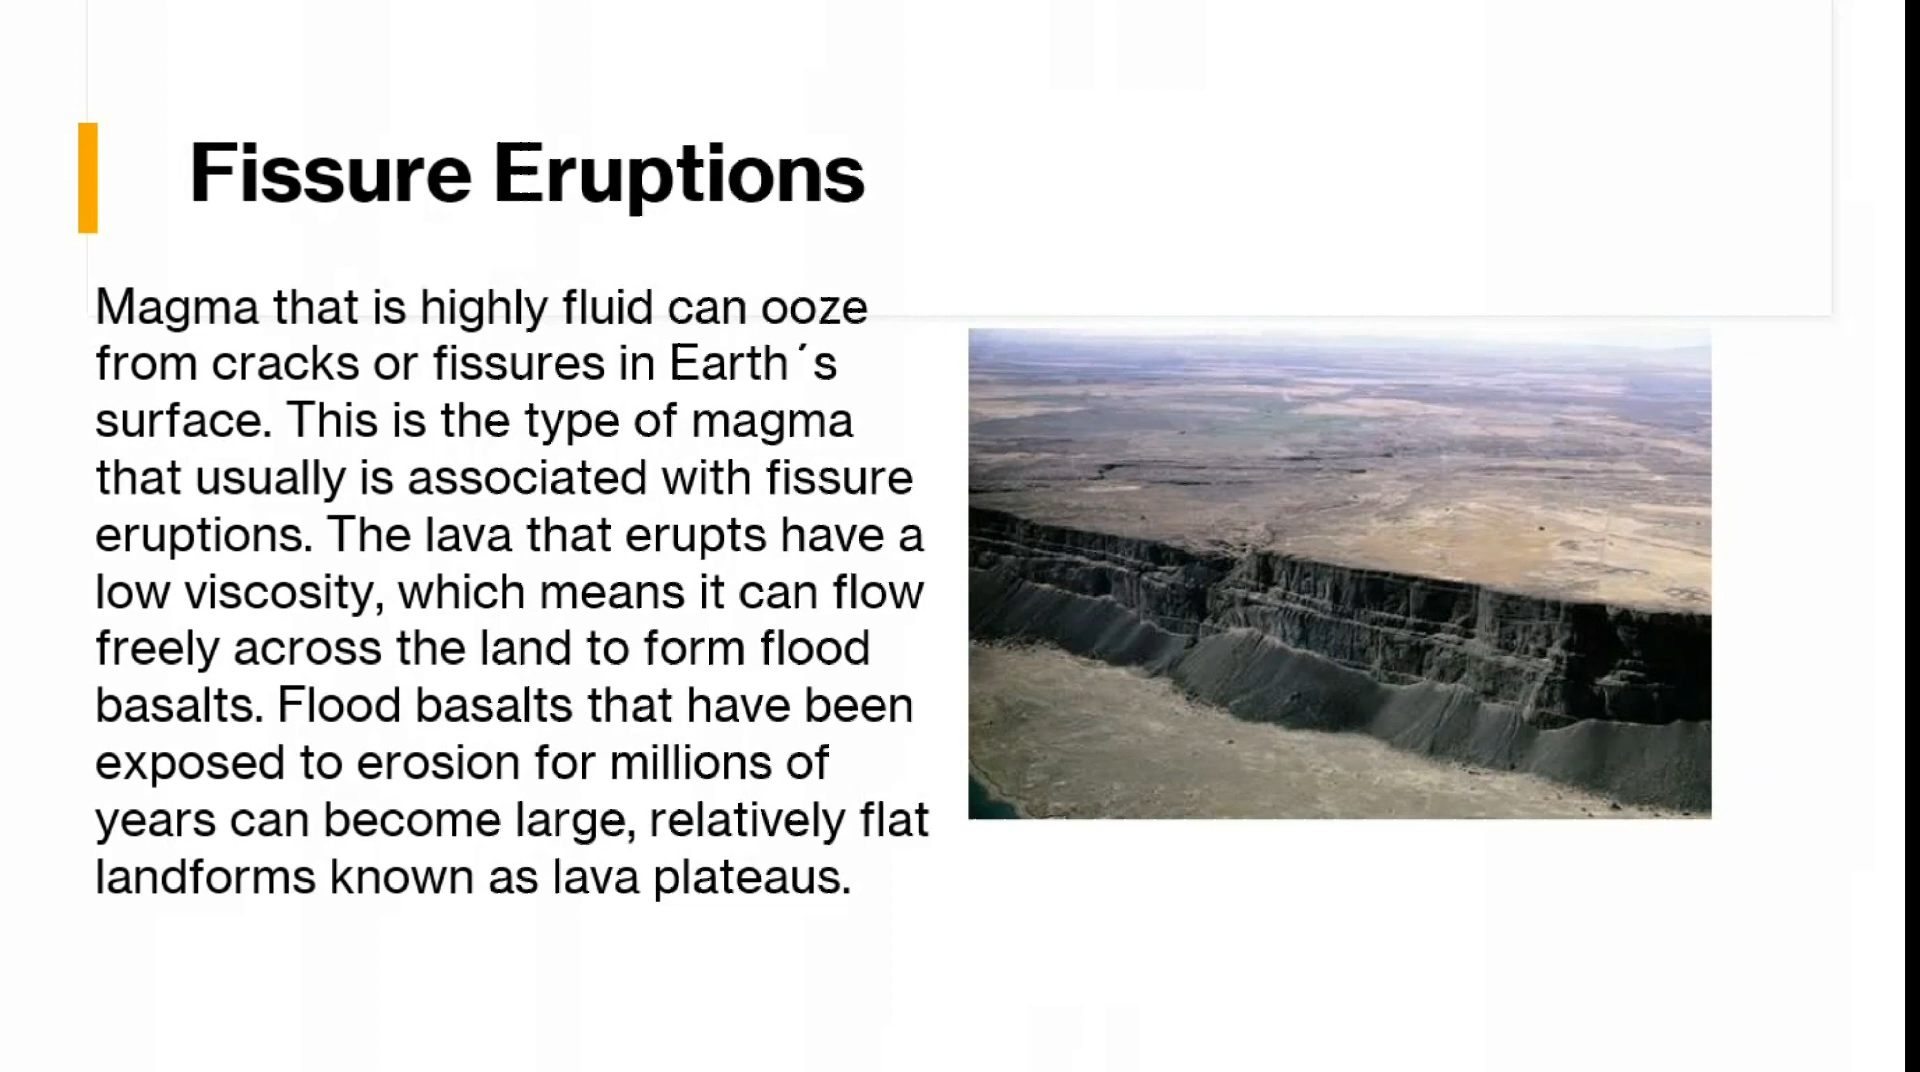 Fissure Eruptions
Magma that is highly fluid can ooze
from cracks or fissures in Earth´s
surface. This is the type of magma
that usually is associated with fissure
eruptions. The lava that erupts have a
low viscosity, which means it can flow
freely across the land to form flood
basalts. Flood basalts that have been
exposed to erosion for millions of
years can become large, relatively flat
landforms known as lava plateaus.